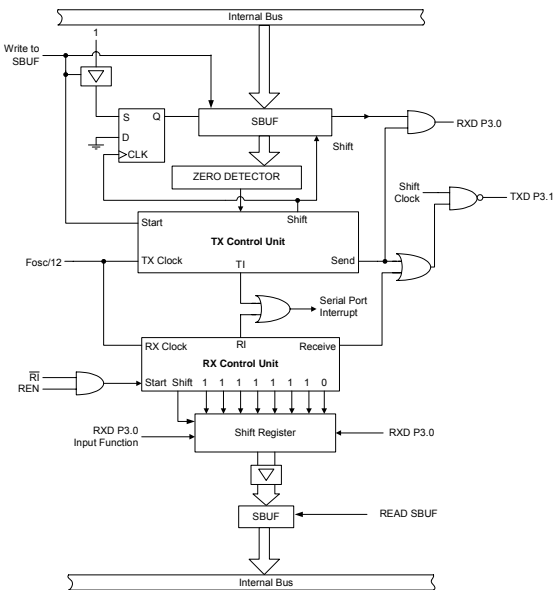 Internal Bus
1
Write to
SBUF
S
Q
D
CLK
SBUF
RXD P3.0
Shift
ZERO DETECTOR
Shift
Clock
TXD P3.1
Start
Shift
TX Control Unit
Fosc/12
TX Clock
TI
Send
Serial Port
Interrupt
RX Clock
RI
Receive
RX Control Unit
RI
REN
Start Shift 1 1 1 1 1 1 1 0
RXD P3.0
Input Function
Shift Register
RXD P3.0
SBUF
READ SBUF
Internal Bus